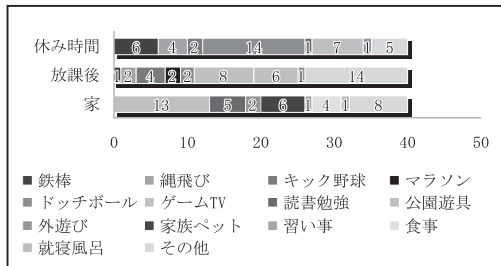 休み時間 6 4 2 14 1 7 1 5
放課後 1 2 4 2 2 8 6 1 14
家 13 5 2 6 1 4 1 8
0 10 20 30 40 50
鉄棒 縄飛び キック野球 マラソン
ドッチボール ゲームTV 読書勉強 公園遊具
外遊び 家族ペット 習い事 食事
就寝風呂 その他